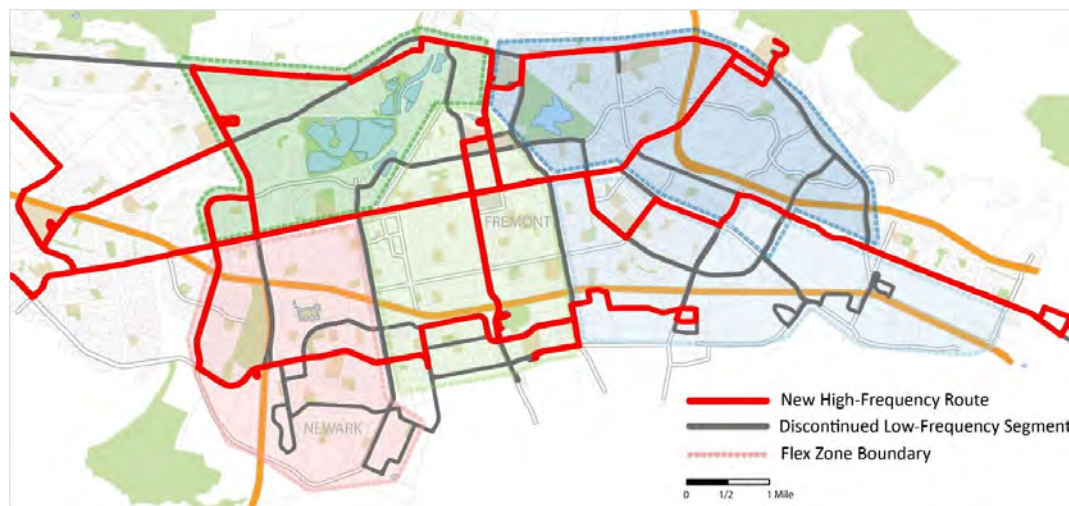 FREMONT
NEWARK
New High-Frequency Route
Discontinued Low-Frequency Segment
Flex Zone Boundary
0 1/2 1 Mile